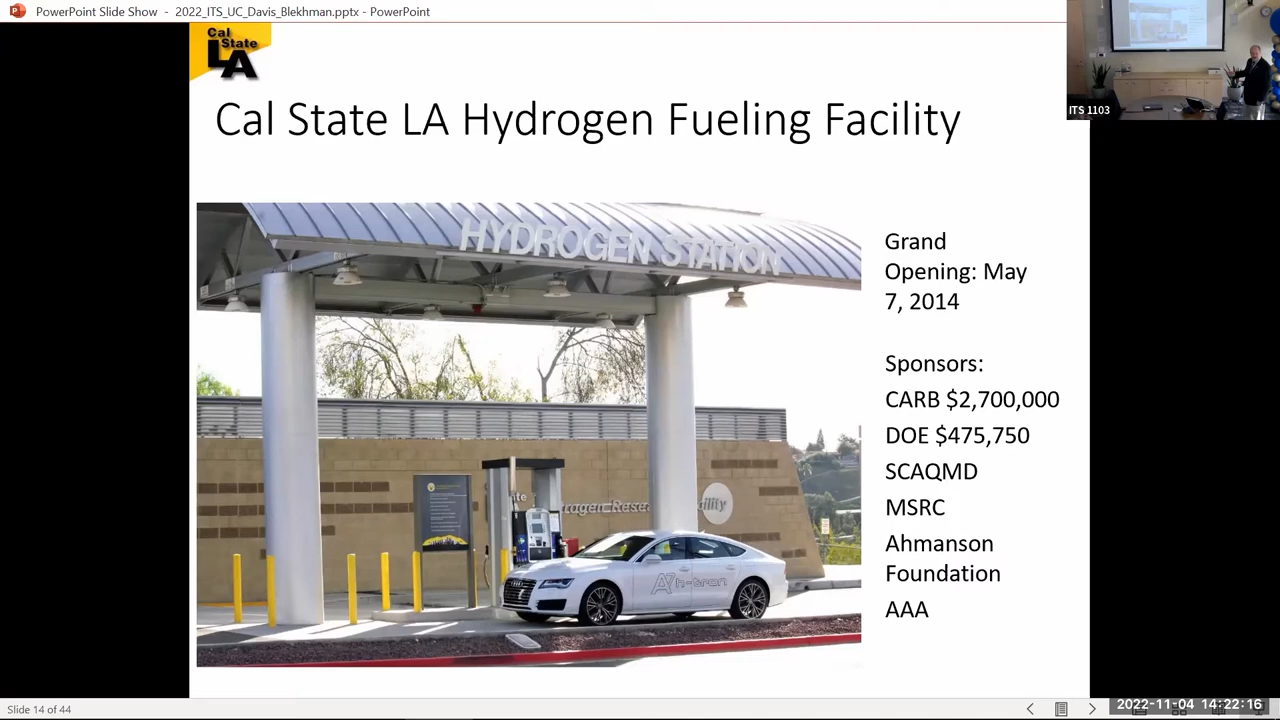 PowerPoint Slide Show - 2022_ITS_UC_Davis_Blekhman.pptx - PowerPoint
Cal
State
LA
ITS 1103
Cal State LA Hydrogen Fueling Facility
HYDROGEN STATION
A7 h-tron
Grand
Opening: May
7, 2014
Sponsors:
CARB $2,700,000
DOE $475,750
SCAQMD
MSRC
Ahmanson
Foundation
AAA
Slide 14 of 44
2022-11-04 14:22:16